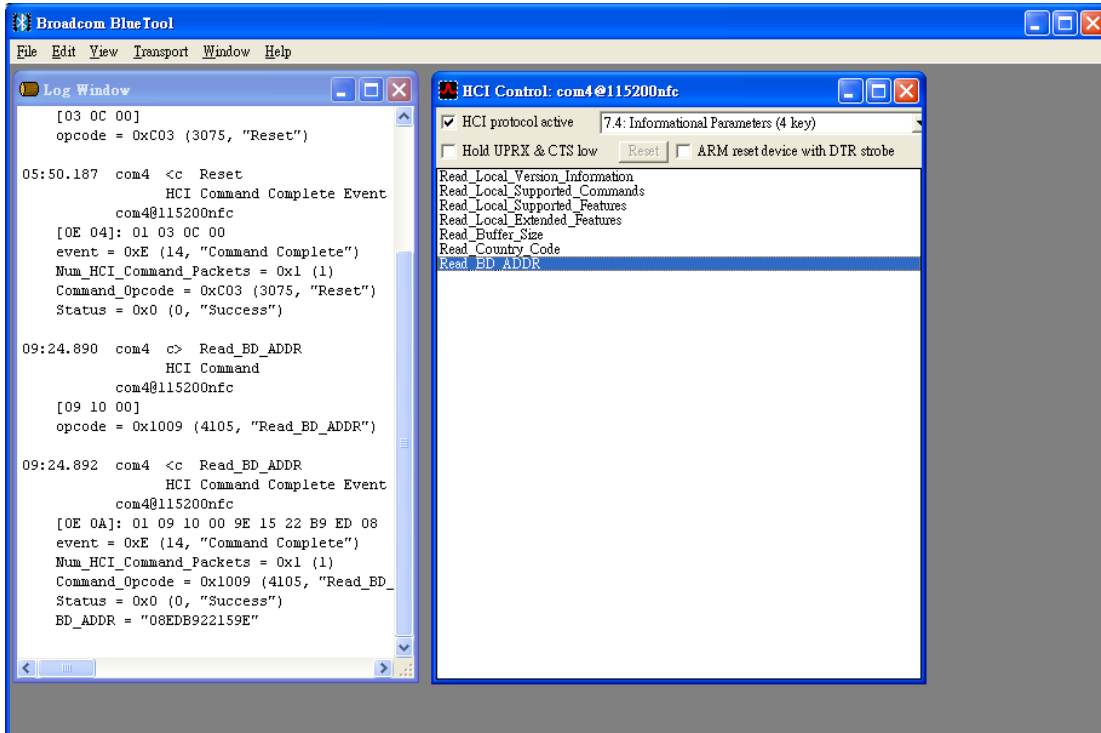 Broadcom BlueTool
File Edit View Transport Window Help
Log Window
[03 0C 00]
opcode = 0xC03 (3075, "Reset")
05:50.187 com4 <c Reset
HCI Command Complete Event
com4@115200nfc
[0E 04]: 01 03 0C 00
event = 0xE (14, "Command Complete")
Num_HCI_Command_Packets = 0x1 (1)
Command_Opcode = 0xC03 (3075, "Reset")
Status = 0x0 (0, "Success")
09:24.890 com4 c> Read_BD_ADDR
HCI Command
com4@115200nfc
[09 10 00]
opcode = 0x1009 (4105, "Read_BD_ADDR")
09:24.892 com4 <c Read_BD_ADDR
HCI Command Complete Event
com4@115200nfc
[0E 0A]: 01 09 10 00 9E 15 22 B9 ED 08
event = 0xE (14, "Command Complete")
Num_HCI_Command_Packets = 0x1 (1)
Command_Opcode = 0x1009 (4105, "Read_BD_
Status = 0x0 (0, "Success")
BD_ADDR = "08EDB922159E"
HCI Control: com4@115200nfc
HCI protocol active 7.4: Informational Parameters (4 key)
Hold UPRX & CTS low Reset ARM reset device with DTR strobe
Read_Local_Version_Information
Read_Local_Supported_Commands
Read_Local_Supported_Features
Read_Local_Extended_Features
Read_Buffer_Size
Read_Country_Code
Read_BD_ADDR